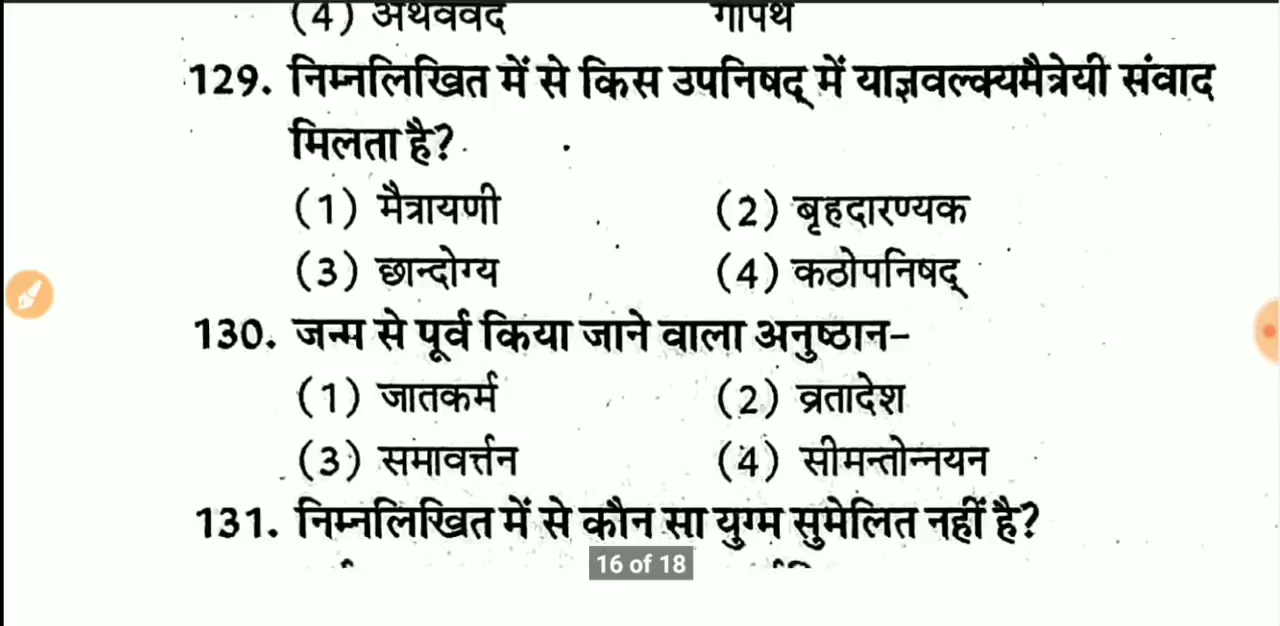 (4) अथर्ववेद गोपथ
129. निम्नलिखित में से किस उपनिषद् में याज्ञवल्क्यमैत्रेयी संवाद
मिलता है?
(1) मैत्रायणी (2) बृहदारण्यक
(3) छान्दोग्य (4) कठोपनिषद्
130. जन्म से पूर्व किया जाने वाला अनुष्ठान–
(1) जातकर्म (2) व्रतादेश
(3) समावर्त्तन (4) सीमन्तोन्नयन
131. निम्नलिखित में से कौन सा युग्म सुमेलित नहीं है?
16 of 18